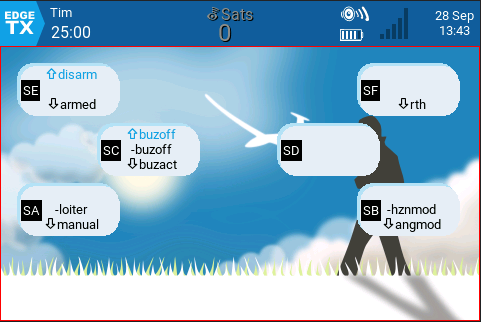 EDGE
TX
Tim
25:00
Sats
0
28 Sep
13:43
SE
⇧disarm
⇩armed
SF
⇩rth
SC
⇧buzoff
-buzoff
⇩buzact
SD
SA
-loiter
⇩manual
SB
-hznmod
⇩angmod